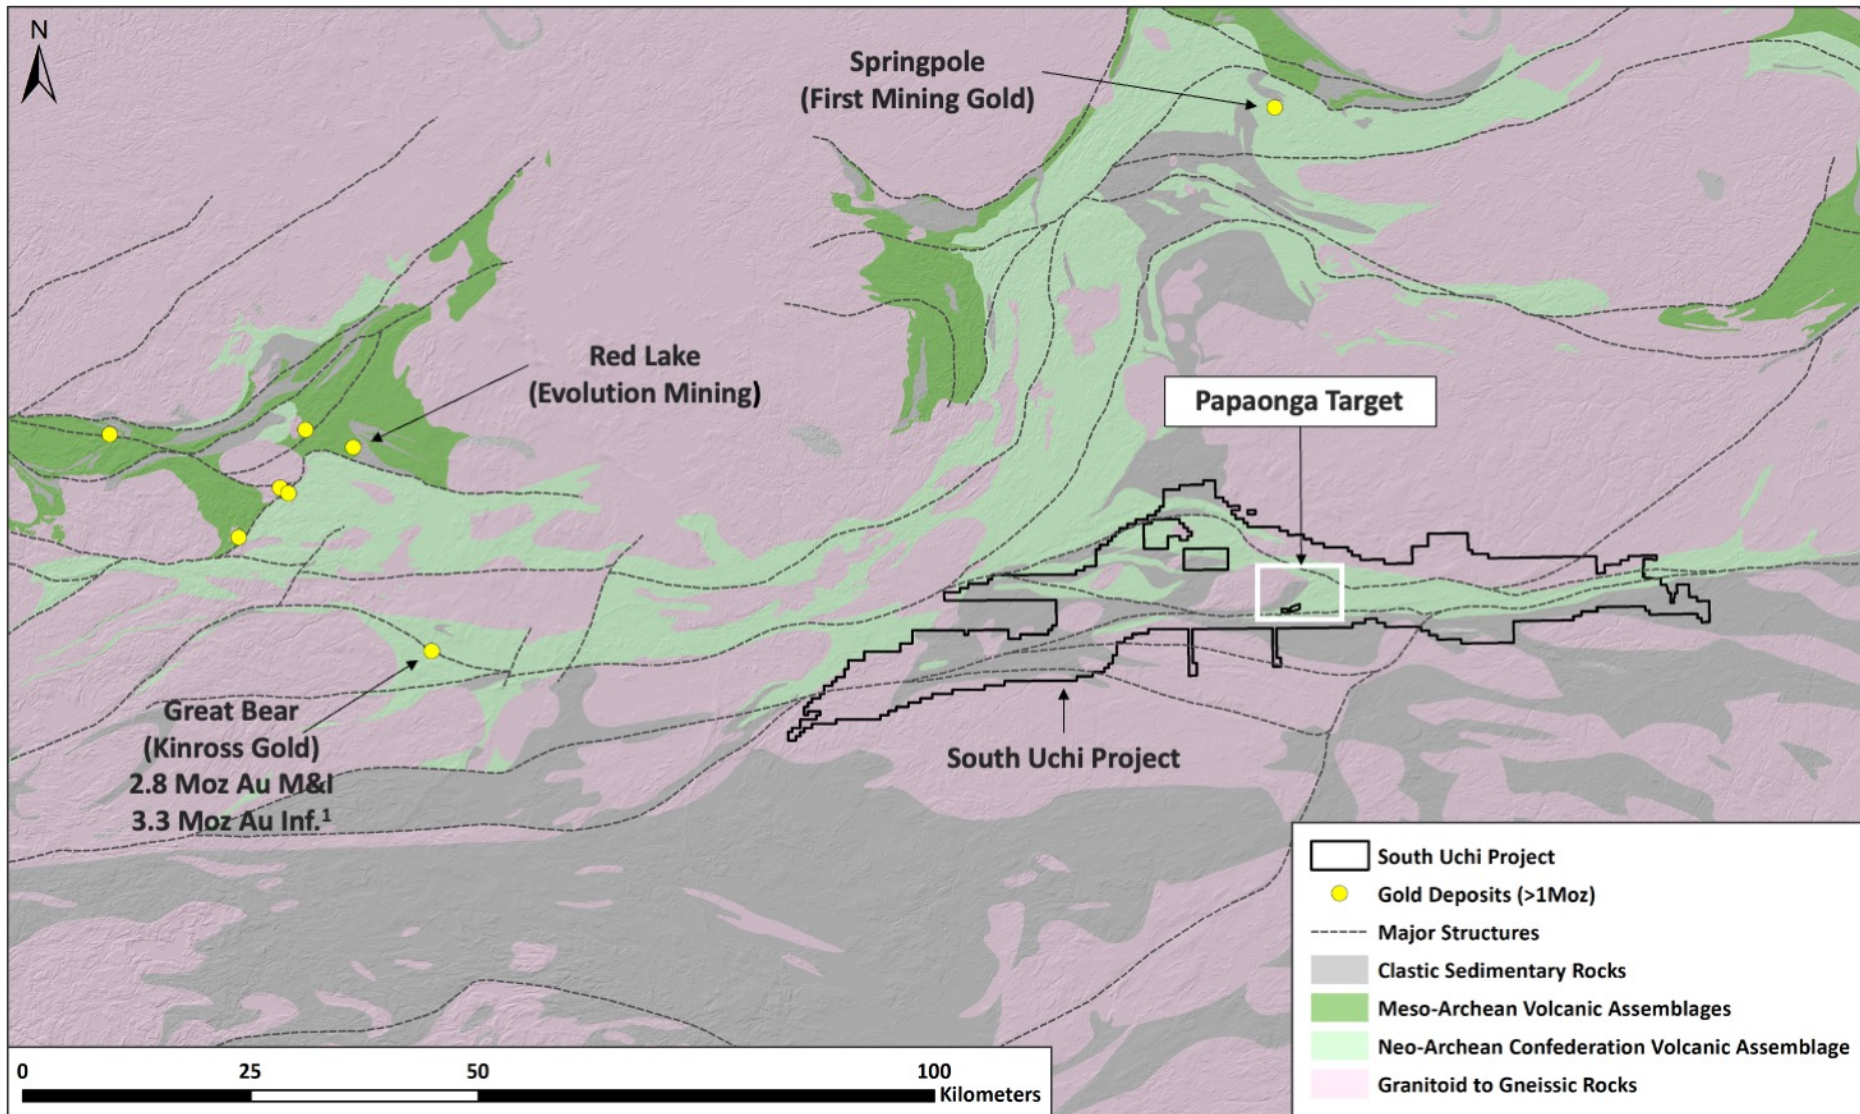 N
Springpole
(First Mining Gold)
Red Lake
(Evolution Mining)
Papaonga Target
Great Bear
(Kinross Gold)
2.8 Moz Au M&I
3.3 Moz Au Inf.¹
South Uchi Project
South Uchi Project
Gold Deposits (>1Moz)
Major Structures
Clastic Sedimentary Rocks
Meso-Archean Volcanic Assemblages
Neo-Archean Confederation Volcanic Assemblage
Granitoid to Gneissic Rocks
0 25 50 100
Kilometers